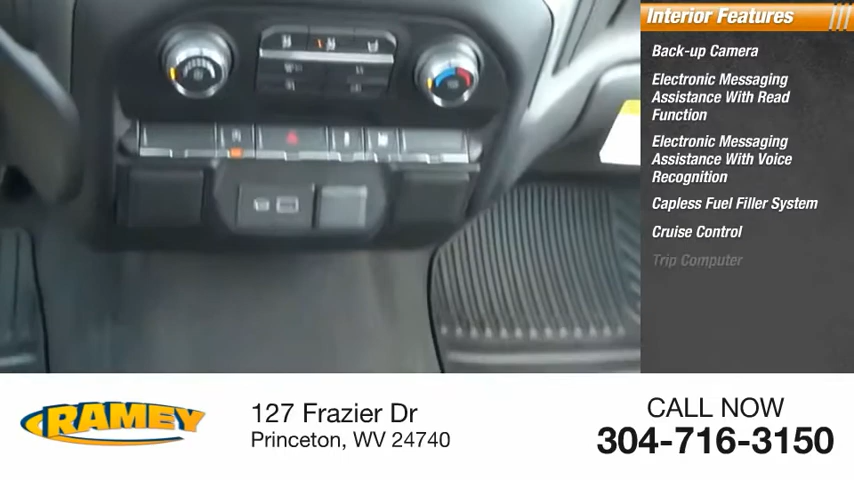 Interior Features
Back-up Camera
Electronic Messaging
Assistance With Read
Function
Electronic Messaging
Assistance With Voice
Recognition
Capless Fuel Filler System
Cruise Control
Trip Computer
RAMEY
127 Frazier Dr
Princeton, WV 24740
CALL NOW
304-716-3150